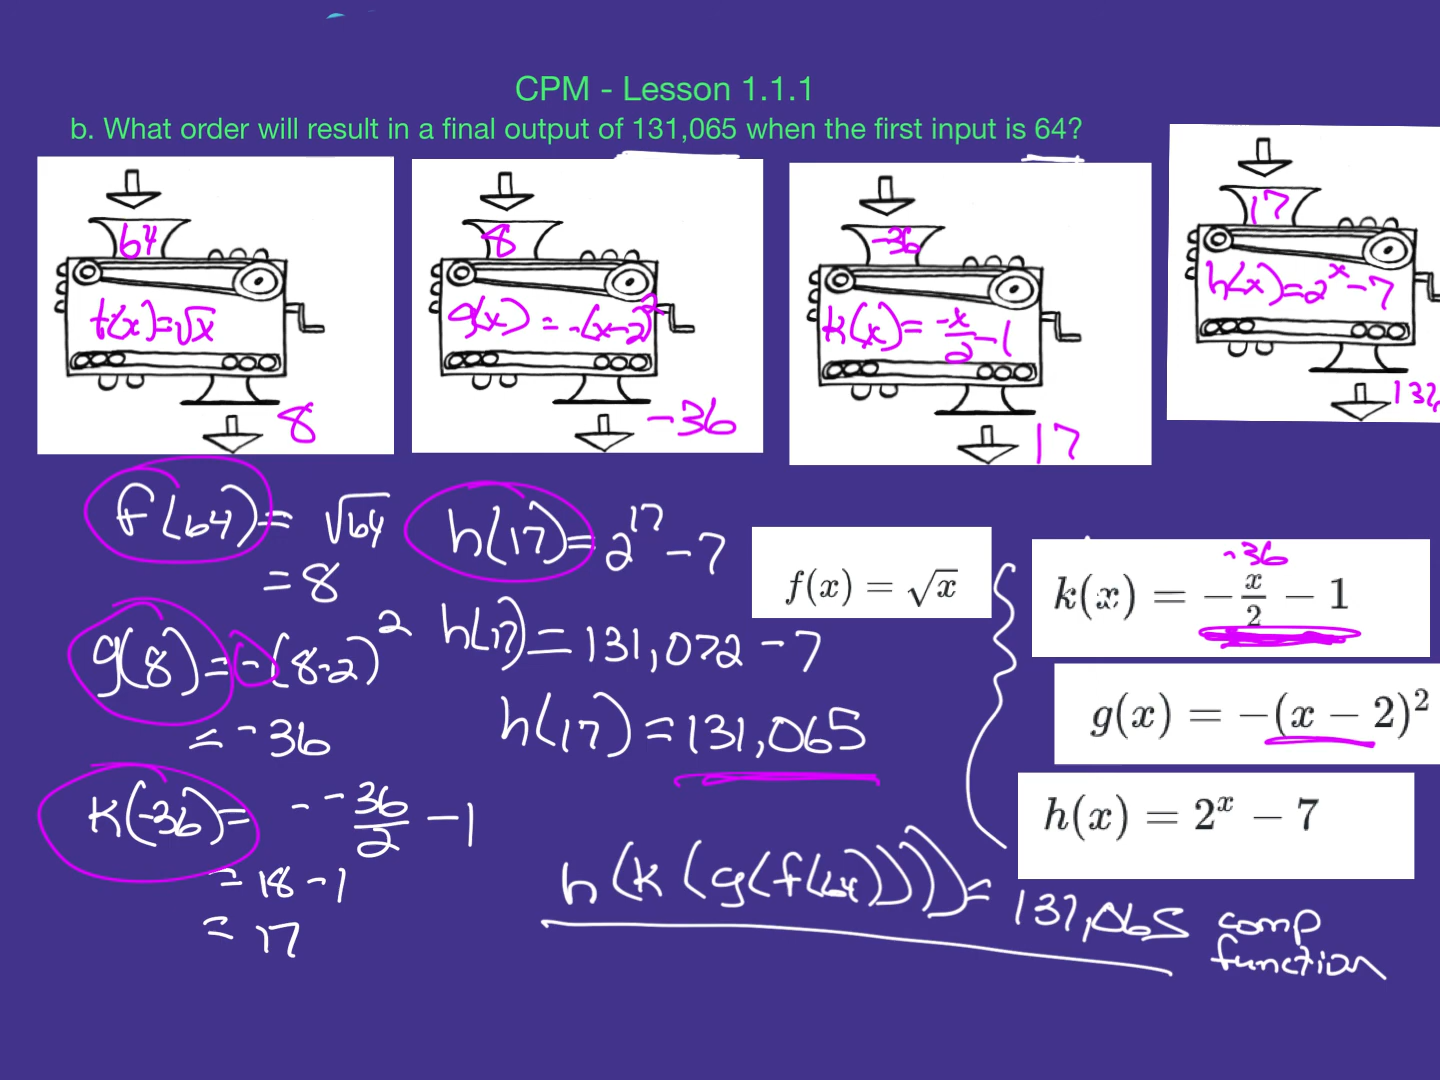 CPM - Lesson 1.1.1
b. What order will result in a final output of 131,065 when the first input is 64?
64
f(x)=√x
8
8
g(x) = -(x-2)²
-36
-36
k(x) = -x/2 -1
17
17
h(x)=2^x -7
f(64) = √64
= 8
g(8) = -(8-2)²
= -36
k(-36) = - -36/2 -1
= 18 -1
= 17
h(17) = 2^17 -7
h(17) = 131,072 -7
h(17) = 131,065
f(x) = √x
-36
k(x) = -x/2 - 1
g(x) = -(x - 2)²
h(x) = 2^x - 7
h(k(g(f(64)))) = 131,065 comp
function